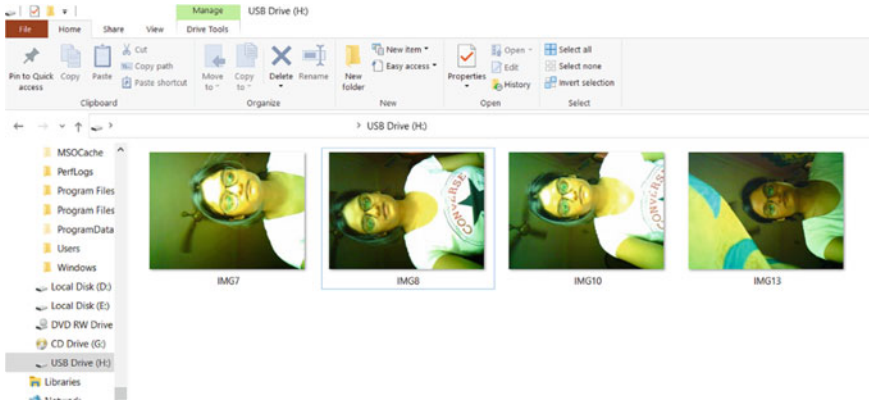 Manage USB Drive (H:)
File Home Share View Drive Tools
Pin to Quick access
Copy
Paste
Cut
Copy path
Paste shortcut
Clipboard
Move to
Copy to
Delete
Rename
Organize
New folder
New item
Easy access
New
Properties
Open
Edit
History
Open
Select all
Select none
Invert selection
Select
USB Drive (H:)
MSOCache
PerfLogs
Program Files
Program Files
ProgramData
Users
Windows
Local Disk (D:)
Local Disk (E:)
DVD RW Drive
CD Drive (G:)
USB Drive (H:)
Libraries
Network
CONVERSE
CONVERS
IMG7 IMG8 IMG10 IMG13